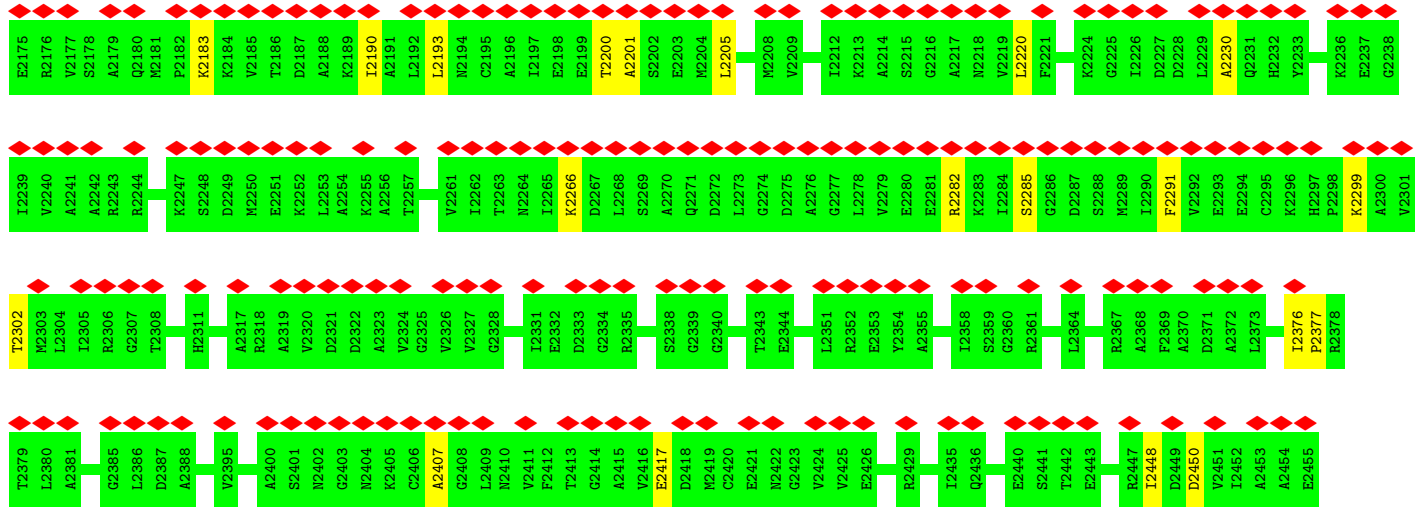 E2175 R2176 V2177 S2178 A2179 Q2180 M2181 P2182 K2183 K2184 V2185 T2186 D2187 A2188 K2189 I2190 A2191 L2192 L2193 N2194 C2195 A2196 I2197 E2198 E2199 T2200 A2201 S2202 E2203 M2204 L2205 M2208 V2209 I2212 K2213 A2214 S2215 G2216 A2217 N2218 V2219 L2220 F2221 K2224 G2225 I2226 D2227 D2228 L2229 A2230 Q2231 H2232 Y2233 K2236 E2237 G2238
I2239 V2240 A2241 A2242 R2243 R2244 K2247 S2248 D2249 M2250 E2251 K2252 L2253 A2254 K2255 A2256 T2257 V2261 I2262 T2263 N2264 I2265 K2266 D2267 L2268 S2269 A2270 Q2271 D2272 L2273 G2274 D2275 A2276 G2277 L2278 V2279 E2280 E2281 R2282 K2283 I2284 S2285 G2286 D2287 S2288 M2289 I2290 F2291 V2292 E2293 E2294 C2295 K2296 H2297 P2298 K2299 A2300 V2301
T2302 M2303 L2304 I2305 R2306 G2307 T2308 H2311 A2317 R2318 A2319 V2320 D2321 D2322 A2323 V2324 G2325 V2326 V2327 G2328 I2331 E2332 D2333 G2334 R2335 S2338 G2339 G2340 T2343 E2344 L2351 R2352 E2353 Y2354 A2355 I2358 S2359 G2360 R2361 L2364 R2367 A2368 F2369 A2370 D2371 A2372 L2373 I2376 P2377 R2378
T2379 L2380 A2381 G2385 L2386 D2387 A2388 V2395 A2400 S2401 N2402 G2403 N2404 K2405 C2406 A2407 G2408 L2409 N2410 V2411 F2412 T2413 G2414 A2415 V2416 E2417 D2418 M2419 C2420 E2421 N2422 G2423 V2424 V2425 E2426 R2429 I2435 Q2436 E2440 S2441 T2442 E2443 R2447 I2448 D2449 D2450 V2451 I2452 A2453 A2454 E2455